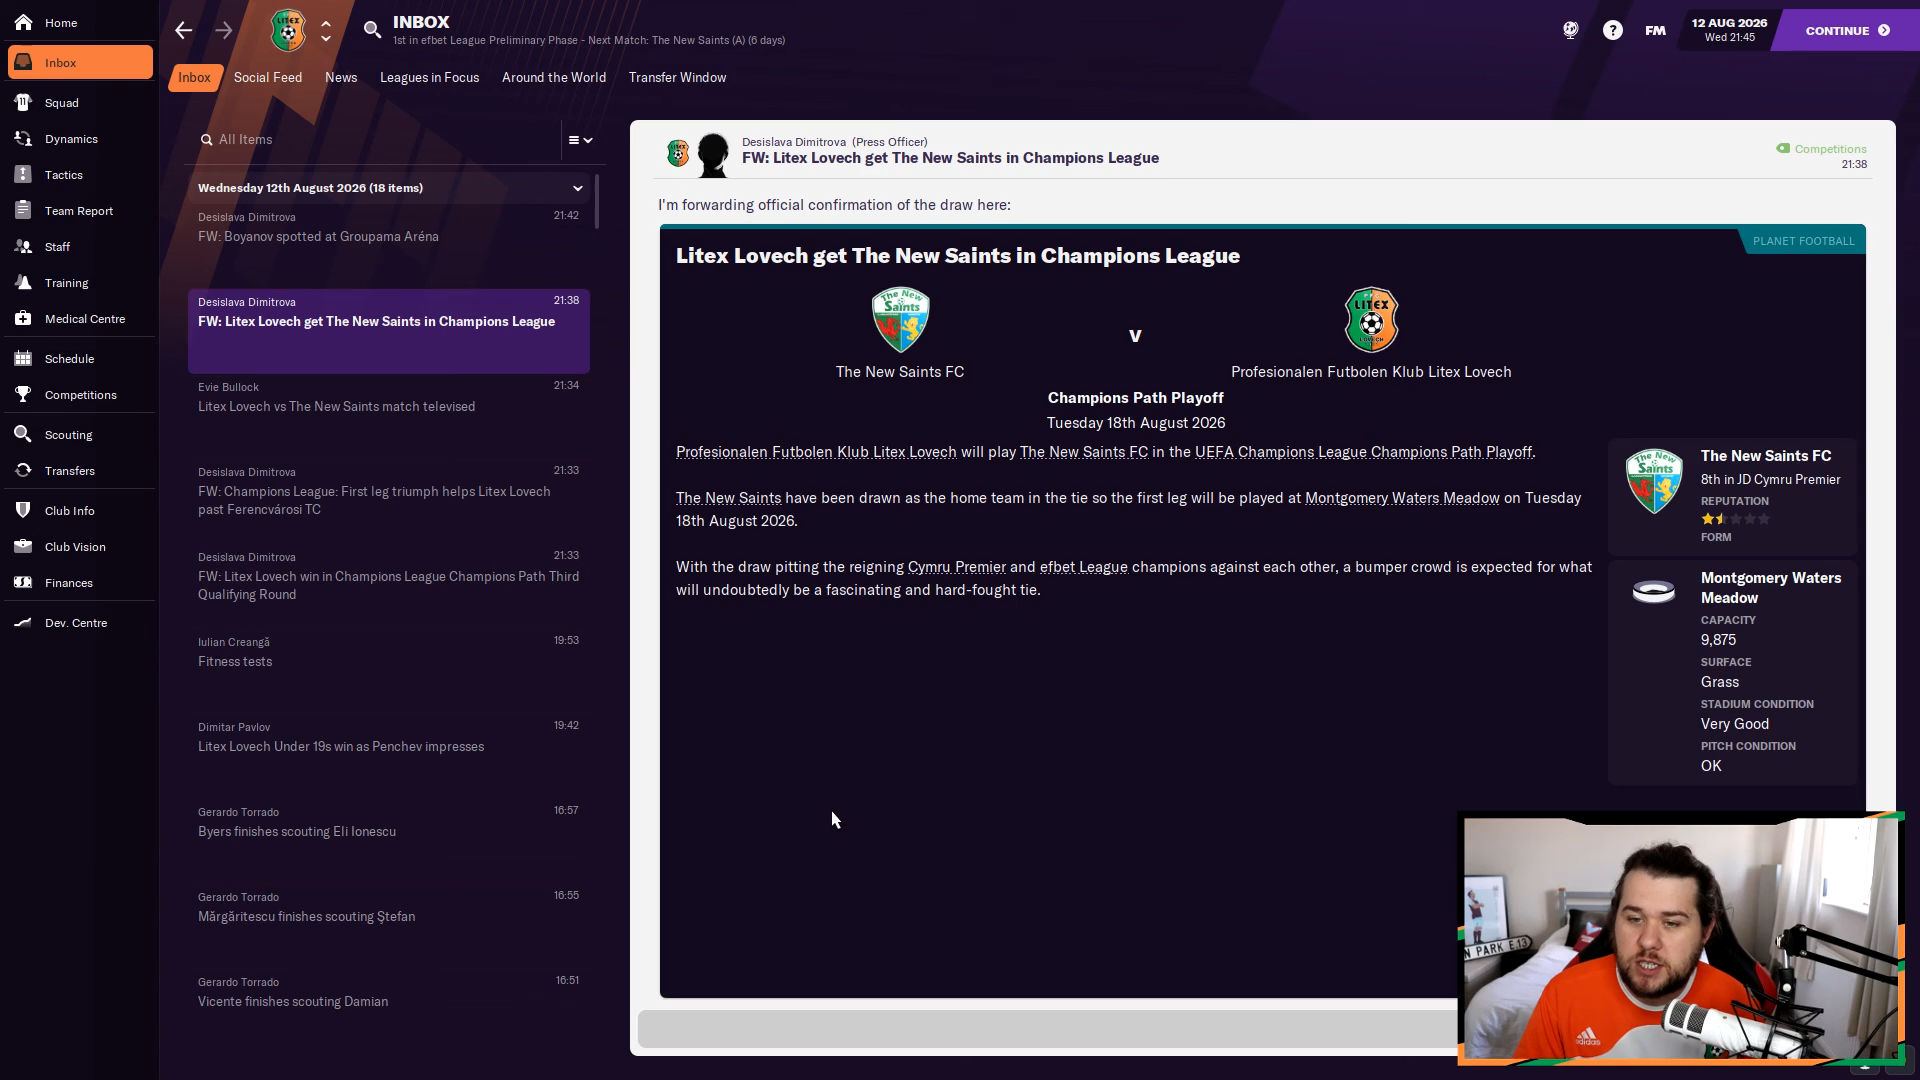 Home
Inbox
Squad
Dynamics
Tactics
Team Report
Staff
Training
Medical Centre
Schedule
Competitions
Scouting
Transfers
Club Info
Club Vision
Finances
Dev. Centre
LITEX
INBOX
1st in efbet League Preliminary Phase - Next Match: The New Saints (A) (6 days)
?
FM
12 AUG 2026
Wed 21:45
CONTINUE
Inbox Social Feed News Leagues in Focus Around the World Transfer Window
All Items
Wednesday 12th August 2026 (18 items)
Desislava Dimitrova 21:42
FW: Boyanov spotted at Groupama Aréna
Desislava Dimitrova 21:38
FW: Litex Lovech get The New Saints in Champions League
Evie Bullock 21:34
Litex Lovech vs The New Saints match televised
Desislava Dimitrova 21:33
FW: Champions League: First leg triumph helps Litex Lovech
past Ferencvárosi TC
Desislava Dimitrova 21:33
FW: Litex Lovech win in Champions League Champions Path Third
Qualifying Round
Iulian Creangă 19:53
Fitness tests
Dimitar Pavlov 19:42
Litex Lovech Under 19s win as Penchev impresses
Gerardo Torrado 16:57
Byers finishes scouting Eli Ionescu
Gerardo Torrado 16:55
Mărgăritescu finishes scouting Ştefan
Gerardo Torrado 16:51
Vicente finishes scouting Damian
Desislava Dimitrova (Press Officer)
FW: Litex Lovech get The New Saints in Champions League
Competitions
21:38
I'm forwarding official confirmation of the draw here:
PLANET FOOTBALL
Litex Lovech get The New Saints in Champions League
The New Saints
LITEX
LOVECH
v
The New Saints FC
Profesionalen Futbolen Klub Litex Lovech
Champions Path Playoff
Tuesday 18th August 2026
Profesionalen Futbolen Klub Litex Lovech will play The New Saints FC in the UEFA Champions League Champions Path Playoff.
The New Saints have been drawn as the home team in the tie so the first leg will be played at Montgomery Waters Meadow on Tuesday
18th August 2026.
With the draw pitting the reigning Cymru Premier and efbet League champions against each other, a bumper crowd is expected for what
will undoubtedly be a fascinating and hard-fought tie.
The New Saints
The New Saints FC
8th in JD Cymru Premier
REPUTATION
FORM
Montgomery Waters
Meadow
CAPACITY
9,875
SURFACE
Grass
STADIUM CONDITION
Very Good
PITCH CONDITION
OK
N PARK E.13
adidas